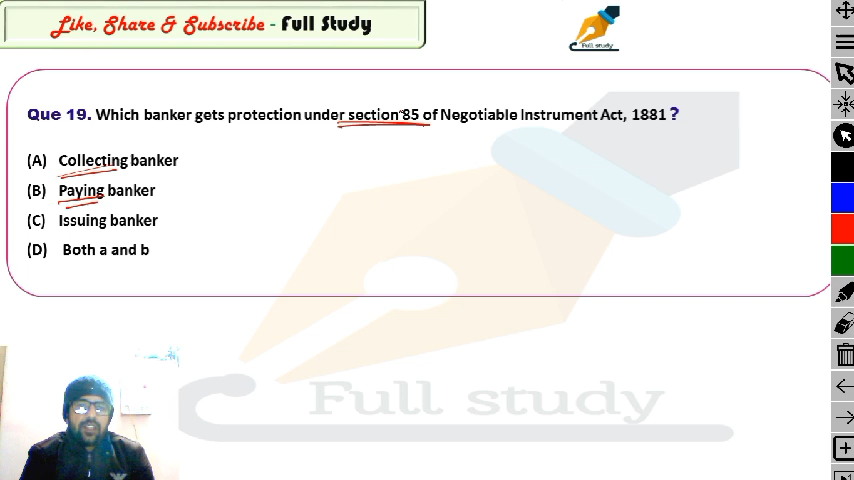 Like, Share & Subscribe - Full Study
Full study
Que 19. Which banker gets protection under section 85 of Negotiable Instrument Act, 1881 ?
(A) Collecting banker
(B) Paying banker
(C) Issuing banker
(D) Both a and b
Full study